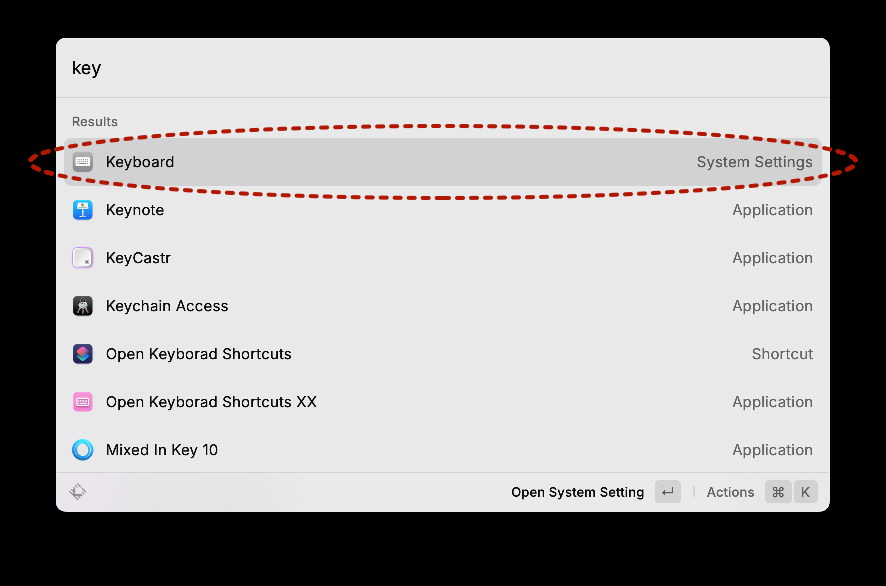 key
Results
Keyboard System Settings
Keynote Application
KeyCastr Application
Keychain Access Application
Open Keyborad Shortcuts Shortcut
Open Keyborad Shortcuts XX Application
Mixed In Key 10 Application
Open System Setting ↵ | Actions ⌘ K